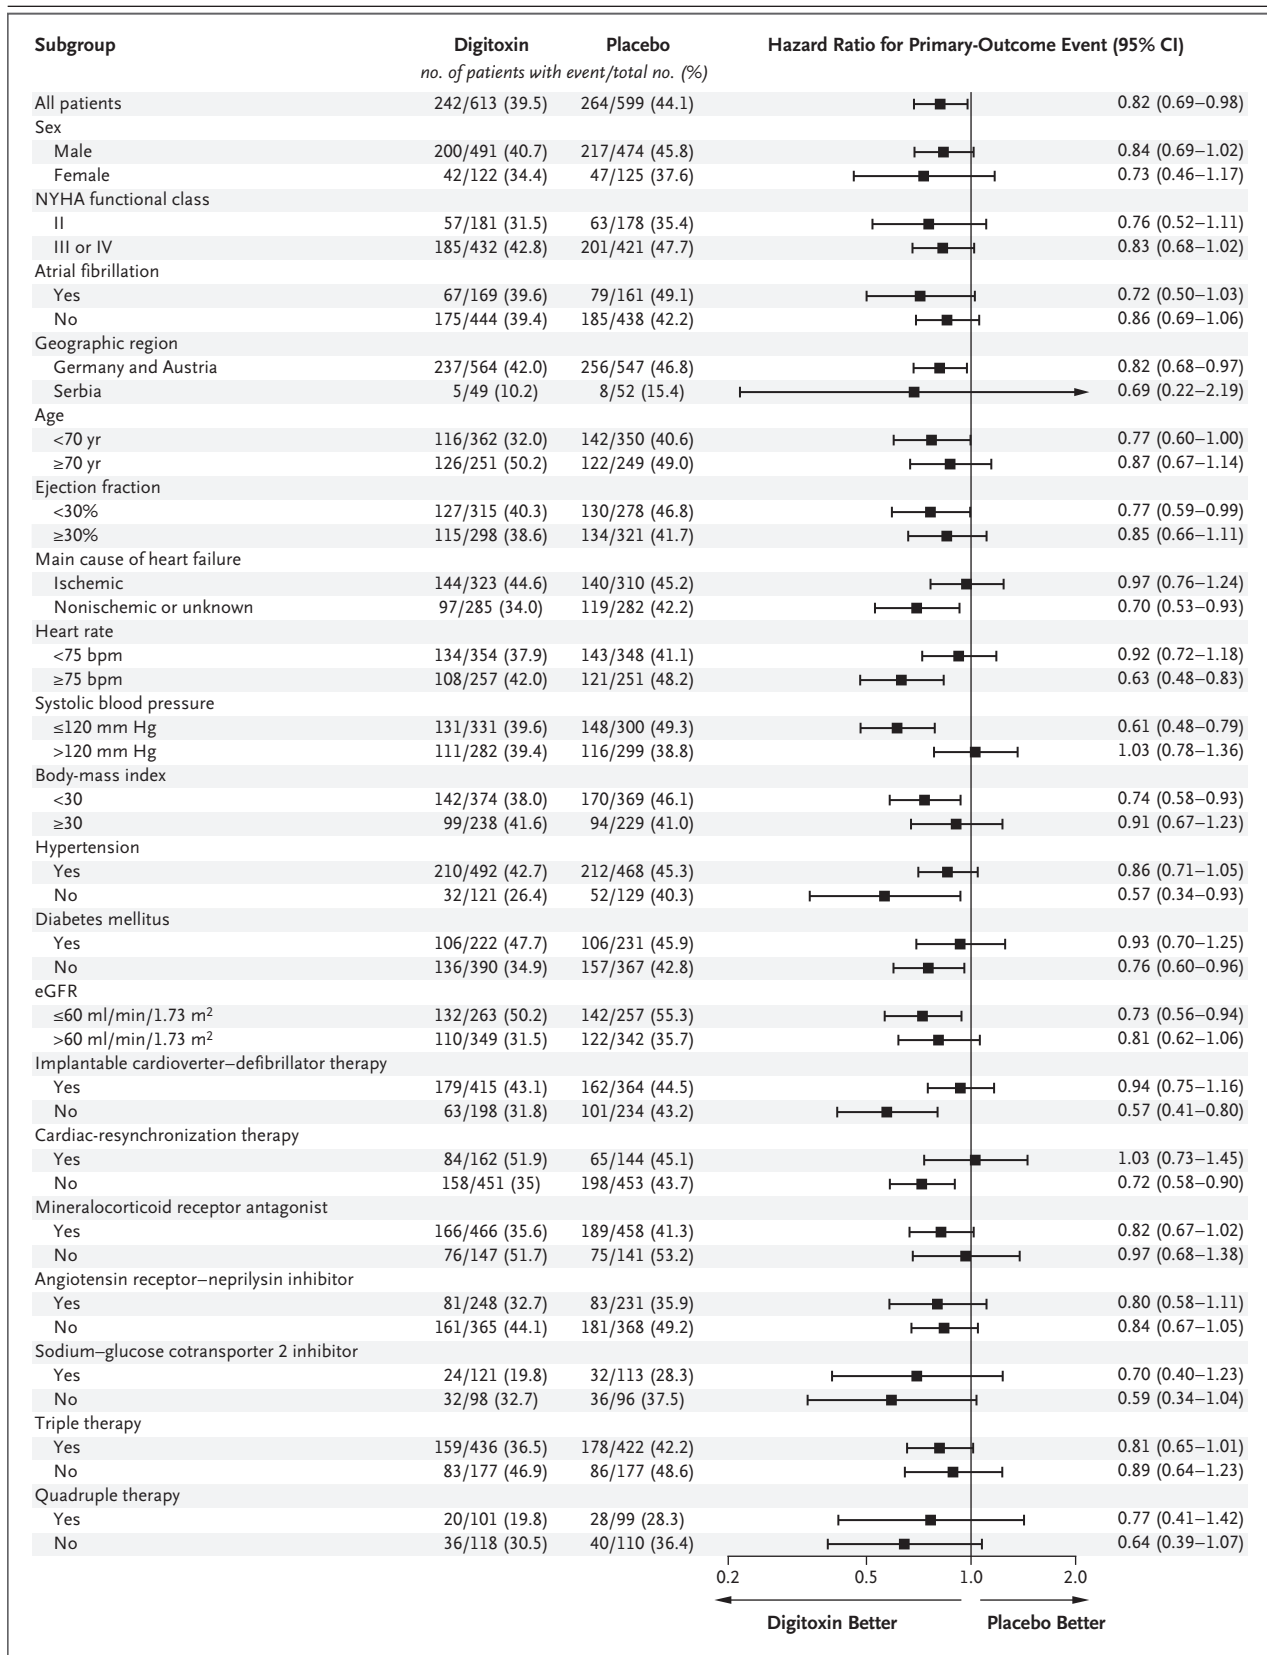 Subgroup Digitoxin Placebo Hazard Ratio for Primary-Outcome Event (95% CI)
no. of patients with event/total no. (%)
All patients 242/613 (39.5) 264/599 (44.1) 0.82 (0.69–0.98)
Sex
Male 200/491 (40.7) 217/474 (45.8) 0.84 (0.69–1.02)
Female 42/122 (34.4) 47/125 (37.6) 0.73 (0.46–1.17)
NYHA functional class
II 57/181 (31.5) 63/178 (35.4) 0.76 (0.52–1.11)
III or IV 185/432 (42.8) 201/421 (47.7) 0.83 (0.68–1.02)
Atrial fibrillation
Yes 67/169 (39.6) 79/161 (49.1) 0.72 (0.50–1.03)
No 175/444 (39.4) 185/438 (42.2) 0.86 (0.69–1.06)
Geographic region
Germany and Austria 237/564 (42.0) 256/547 (46.8) 0.82 (0.68–0.97)
Serbia 5/49 (10.2) 8/52 (15.4) 0.69 (0.22–2.19)
Age
<70 yr 116/362 (32.0) 142/350 (40.6) 0.77 (0.60–1.00)
≥70 yr 126/251 (50.2) 122/249 (49.0) 0.87 (0.67–1.14)
Ejection fraction
<30% 127/315 (40.3) 130/278 (46.8) 0.77 (0.59–0.99)
≥30% 115/298 (38.6) 134/321 (41.7) 0.85 (0.66–1.11)
Main cause of heart failure
Ischemic 144/323 (44.6) 140/310 (45.2) 0.97 (0.76–1.24)
Nonischemic or unknown 97/285 (34.0) 119/282 (42.2) 0.70 (0.53–0.93)
Heart rate
<75 bpm 134/354 (37.9) 143/348 (41.1) 0.92 (0.72–1.18)
≥75 bpm 108/257 (42.0) 121/251 (48.2) 0.63 (0.48–0.83)
Systolic blood pressure
≤120 mm Hg 131/331 (39.6) 148/300 (49.3) 0.61 (0.48–0.79)
>120 mm Hg 111/282 (39.4) 116/299 (38.8) 1.03 (0.78–1.36)
Body-mass index
<30 142/374 (38.0) 170/369 (46.1) 0.74 (0.58–0.93)
≥30 99/238 (41.6) 94/229 (41.0) 0.91 (0.67–1.23)
Hypertension
Yes 210/492 (42.7) 212/468 (45.3) 0.86 (0.71–1.05)
No 32/121 (26.4) 52/129 (40.3) 0.57 (0.34–0.93)
Diabetes mellitus
Yes 106/222 (47.7) 106/231 (45.9) 0.93 (0.70–1.25)
No 136/390 (34.9) 157/367 (42.8) 0.76 (0.60–0.96)
eGFR
≤60 ml/min/1.73 m² 132/263 (50.2) 142/257 (55.3) 0.73 (0.56–0.94)
>60 ml/min/1.73 m² 110/349 (31.5) 122/342 (35.7) 0.81 (0.62–1.06)
Implantable cardioverter–defibrillator therapy
Yes 179/415 (43.1) 162/364 (44.5) 0.94 (0.75–1.16)
No 63/198 (31.8) 101/234 (43.2) 0.57 (0.41–0.80)
Cardiac-resynchronization therapy
Yes 84/162 (51.9) 65/144 (45.1) 1.03 (0.73–1.45)
No 158/451 (35) 198/453 (43.7) 0.72 (0.58–0.90)
Mineralocorticoid receptor antagonist
Yes 166/466 (35.6) 189/458 (41.3) 0.82 (0.67–1.02)
No 76/147 (51.7) 75/141 (53.2) 0.97 (0.68–1.38)
Angiotensin receptor–neprilysin inhibitor
Yes 81/248 (32.7) 83/231 (35.9) 0.80 (0.58–1.11)
No 161/365 (44.1) 181/368 (49.2) 0.84 (0.67–1.05)
Sodium–glucose cotransporter 2 inhibitor
Yes 24/121 (19.8) 32/113 (28.3) 0.70 (0.40–1.23)
No 32/98 (32.7) 36/96 (37.5) 0.59 (0.34–1.04)
Triple therapy
Yes 159/436 (36.5) 178/422 (42.2) 0.81 (0.65–1.01)
No 83/177 (46.9) 86/177 (48.6) 0.89 (0.64–1.23)
Quadruple therapy
Yes 20/101 (19.8) 28/99 (28.3) 0.77 (0.41–1.42)
No 36/118 (30.5) 40/110 (36.4) 0.64 (0.39–1.07)
0.2 0.5 1.0 2.0
Digitoxin Better Placebo Better